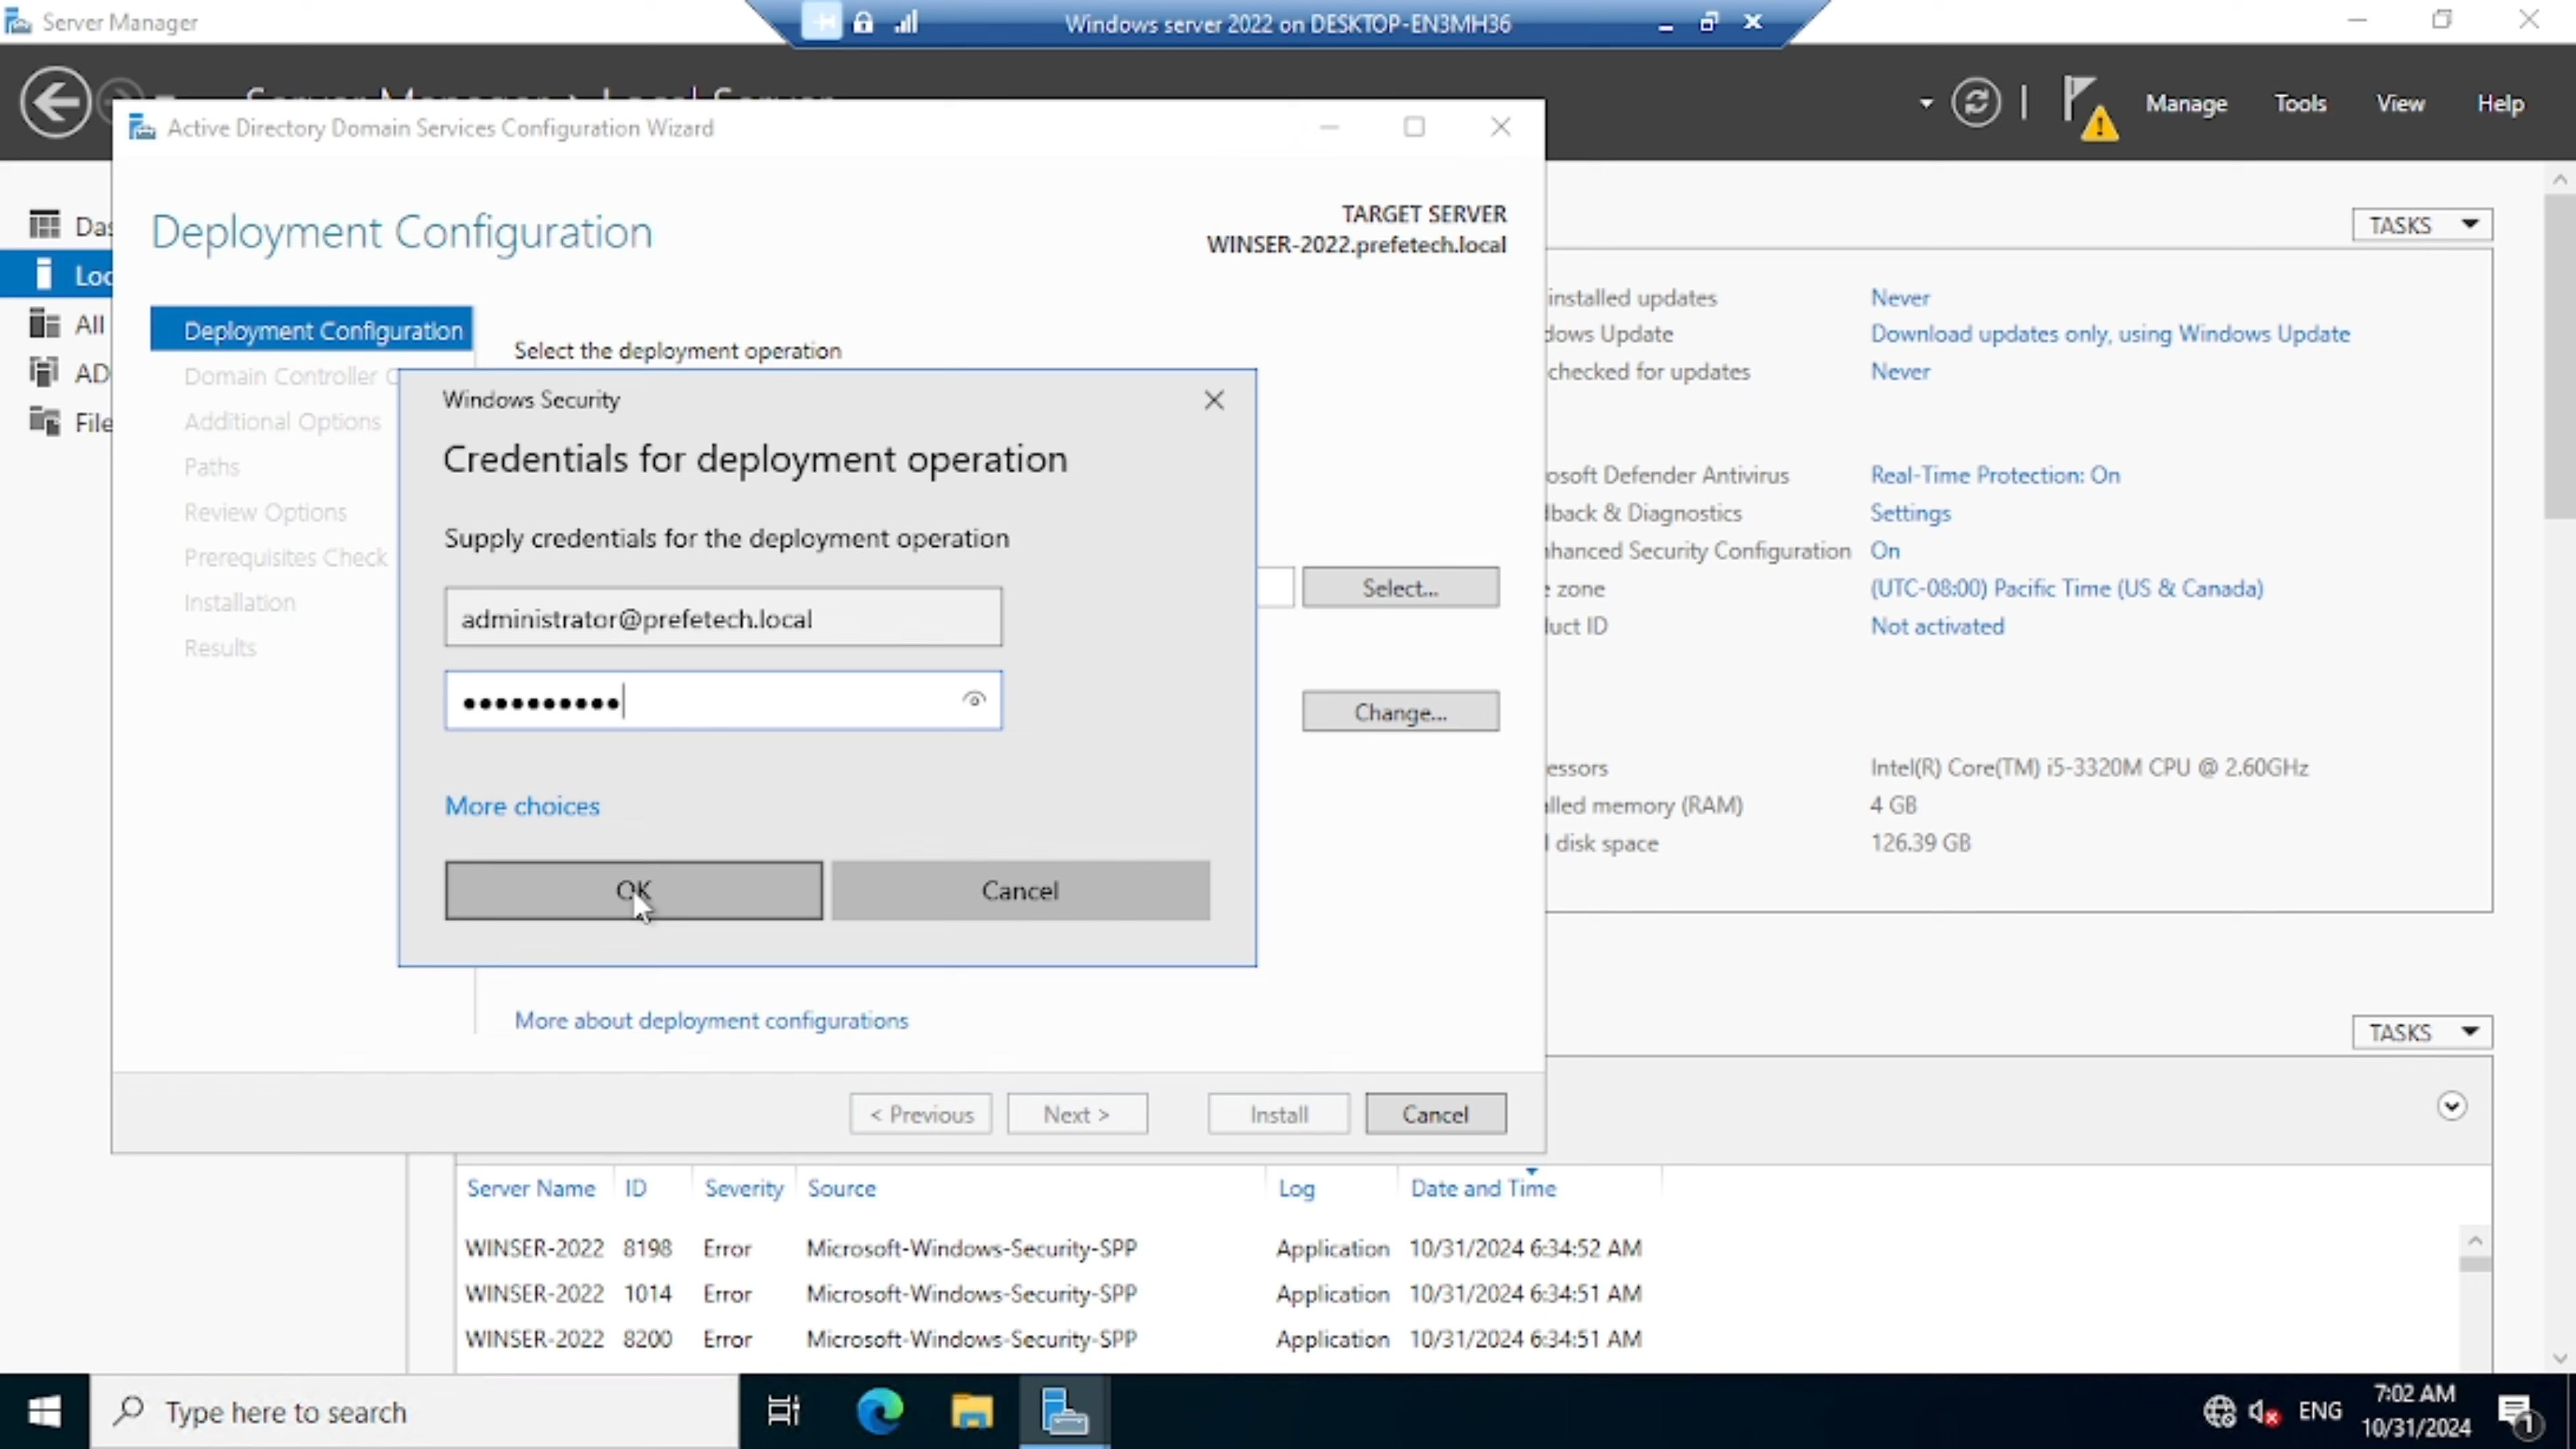 Server Manager
Windows server 2022 on DESKTOP-EN3MH36
Manage
Tools
View
Help
Active Directory Domain Services Configuration Wizard
Deployment Configuration
TARGET SERVER
WINSER-2022.prefetech.local
Deployment Configuration
Domain Controller
Additional Options
Paths
Review Options
Prerequisites Check
Installation
Results
Select the deployment operation
Windows Security
Credentials for deployment operation
Supply credentials for the deployment operation
administrator@prefetech.local
More choices
OK
Cancel
Select...
Change...
More about deployment configurations
< Previous
Next >
Install
Cancel
All
AD
File
TASKS
installed updates
Never
Update
Download updates only, using Windows Update
checked for updates
Never
Defender Antivirus
Real-Time Protection: On
& Diagnostics
Settings
Security Configuration
On
zone
(UTC-08:00) Pacific Time (US & Canada)
ID
Not activated
Intel(R) Core(TM) i5-3320M CPU @ 2.60GHz
memory (RAM)
4 GB
disk space
126.39 GB
TASKS
Server Name ID Severity Source Log Date and Time
WINSER-2022 8198 Error Microsoft-Windows-Security-SPP Application 10/31/2024 6:34:52 AM
WINSER-2022 1014 Error Microsoft-Windows-Security-SPP Application 10/31/2024 6:34:51 AM
WINSER-2022 8200 Error Microsoft-Windows-Security-SPP Application 10/31/2024 6:34:51 AM
Type here to search
ENG
7:02 AM
10/31/2024
1